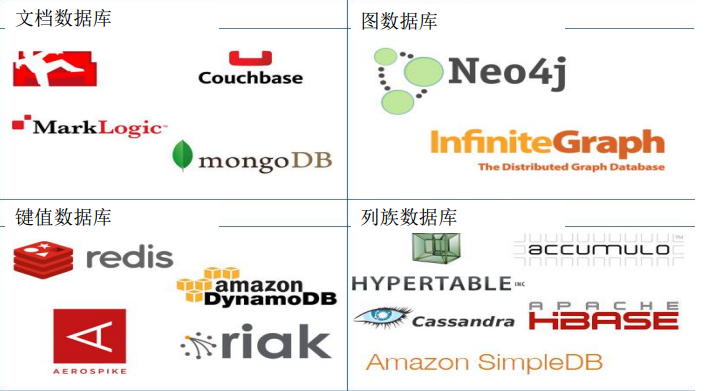 文档数据库
Couchbase
MarkLogic™
mongoDB
图数据库
Neo4j
InfiniteGraph
The Distributed Graph Database
键值数据库
redis
amazon
DynamoDB
AEROSPIKE
riak
列族数据库
accumulo™
HYPERTABLE INC
Cassandra
APACHE
HBASE
Amazon SimpleDB